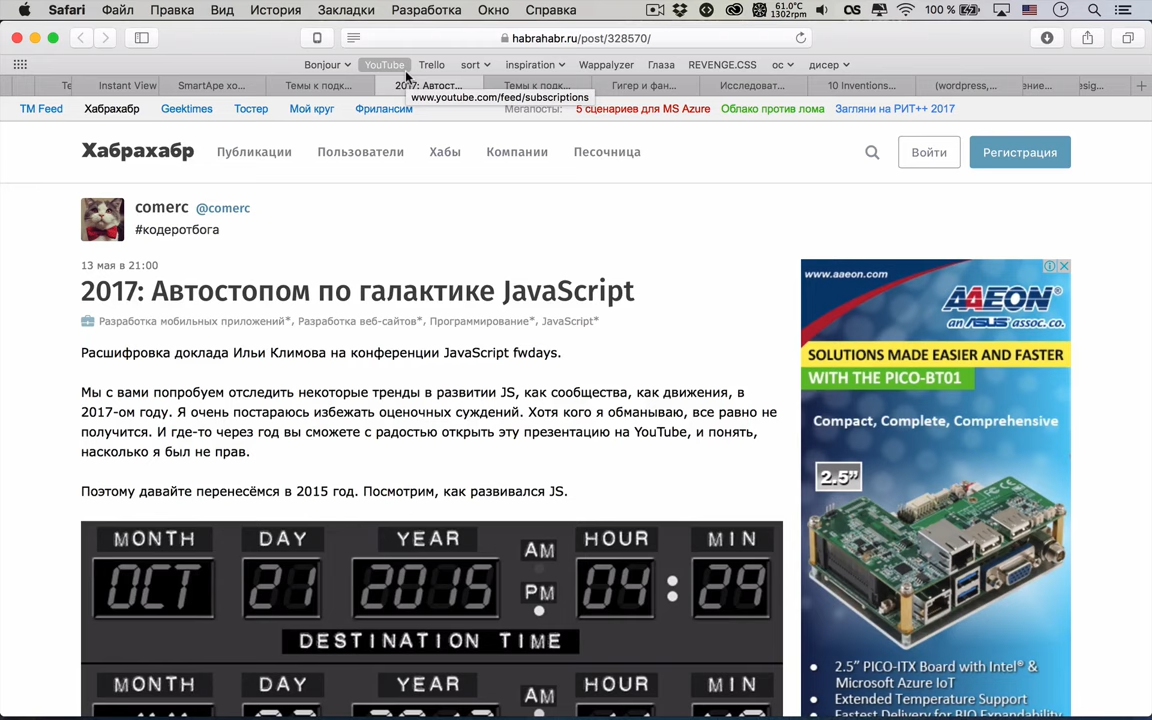 Safari Файл Правка Вид История Закладки Разработка Окно Справка 61.0°C 1302rpm 100 %
habrahabr.ru/post/328570/
Bonjour YouTube Trello sort inspiration Wappalyzer Глаза REVENGE.CSS ос дисер
Те Instant View SmartApe хо... Темы к подк... 2017: Автост... Темы к подк... Гигер и фан... Исследоват... 10 Inventions... (wordpress,... ение... esig...
www.youtube.com/feed/subscriptions
TM Feed Хабрахабр Geektimes Тостер Мой круг Фрилансим Мегапосты: 5 сценариев для MS Azure Облако против лома Загляни на РИТ++ 2017
Хабрахабр Публикации Пользователи Хабы Компании Песочница Войти Регистрация
comerc @comerc
#кодеротбога
13 мая в 21:00
2017: Автостопом по галактике JavaScript
Разработка мобильных приложений*, Разработка веб-сайтов*, Программирование*, JavaScript*
Расшифровка доклада Ильи Климова на конференции JavaScript fwdays.
Мы с вами попробуем отследить некоторые тренды в развитии JS, как сообщества, как движения, в
2017-ом году. Я очень постараюсь избежать оценочных суждений. Хотя кого я обманываю, все равно не
получится. И где-то через год вы сможете с радостью открыть эту презентацию на YouTube, и понять,
насколько я был не прав.
Поэтому давайте перенесёмся в 2015 год. Посмотрим, как развивался JS.
MONTH DAY YEAR AM HOUR MIN
OCT 21 2015 PM 04 : 29
DESTINATION TIME
MONTH DAY YEAR AM HOUR MIN
www.aaeon.com
AAEON
an /ISUS assoc. co.
SOLUTIONS MADE EASIER AND FASTER
WITH THE PICO-BT01
Compact, Complete, Comprehensive
2.5”
2.5” PICO-ITX Board with Intel® &
Microsoft Azure IoT
Extended Temperature Support
Fastest Delivery for BIO Expandability